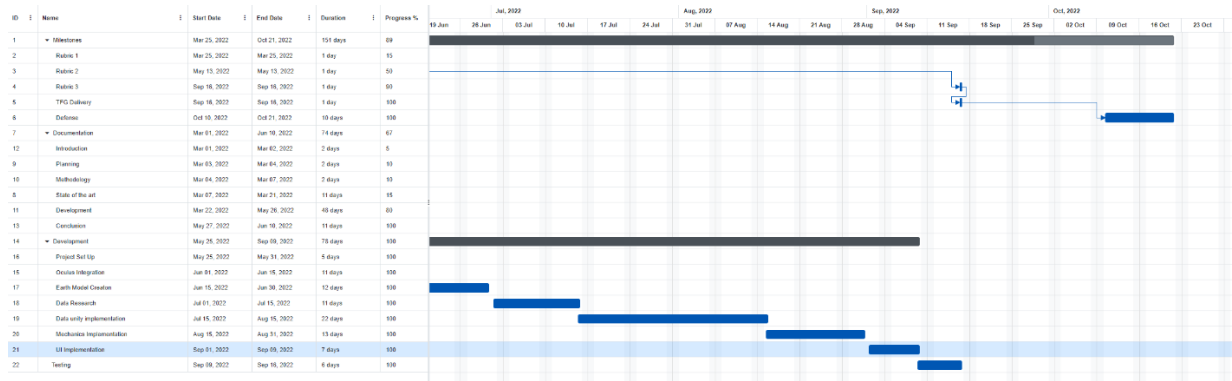 Jul, 2022 Aug, 2022 Sep, 2022 Oct, 2022
ID Name Start Date End Date Duration Progress % 19 Jun 26 Jun 03 Jul 10 Jul 17 Jul 24 Jul 31 Jul 07 Aug 14 Aug 21 Aug 28 Aug 04 Sep 11 Sep 18 Sep 25 Sep 02 Oct 09 Oct 16 Oct 23 Oct
1 Milestones Mar 25, 2022 Oct 21, 2022 151 days 89
2 Rubric 1 Mar 25, 2022 Mar 25, 2022 1 day 15
3 Rubric 2 May 13, 2022 May 13, 2022 1 day 50
4 Rubric 3 Sep 16, 2022 Sep 16, 2022 1 day
5 TFG Delivery Sep 16, 2022 Sep 16, 2022 1 day 100
6 Defense Oct 10, 2022 Oct 21, 2022 10 days 100
7 Documentation Mar 01, 2022 Jun 10, 2022 74 days 67
12 Introduction Mar 01, 2022 Mar 02, 2022 2 days 5
9 Planning Mar 03, 2022 Mar 04, 2022 2 days 10
10 Methodology Mar 04, 2022 Mar 07, 2022 2 days 10
8 State of the art Mar 07, 2022 Mar 21, 2022 11 days 15
11 Development Mar 22, 2022 May 26, 2022 48 days 80
13 Conclusion May 27, 2022 Jun 10, 2022 11 days 100
14 Development May 25, 2022 Sep 09, 2022 78 days 100
16 Project Set Up May 25, 2022 May 31, 2022 5 days 100
15 Oculus Integration Jun 01, 2022 Jun 15, 2022 11 days 100
17 Earth Model Creaton Jun 15, 2022 Jun 30, 2022 12 days 100
18 Data Research Jul 01, 2022 Jul 15, 2022 11 days 100
19 Data unity implementation Jul 15, 2022 Aug 15, 2022 22 days 100
20 Mechanics Implementation Aug 15, 2022 Aug 31, 2022 13 days 100
21 UI Implementation Sep 01, 2022 Sep 09, 2022 7 days 100
22 Testing Sep 09, 2022 Sep 16, 2022 6 days 100